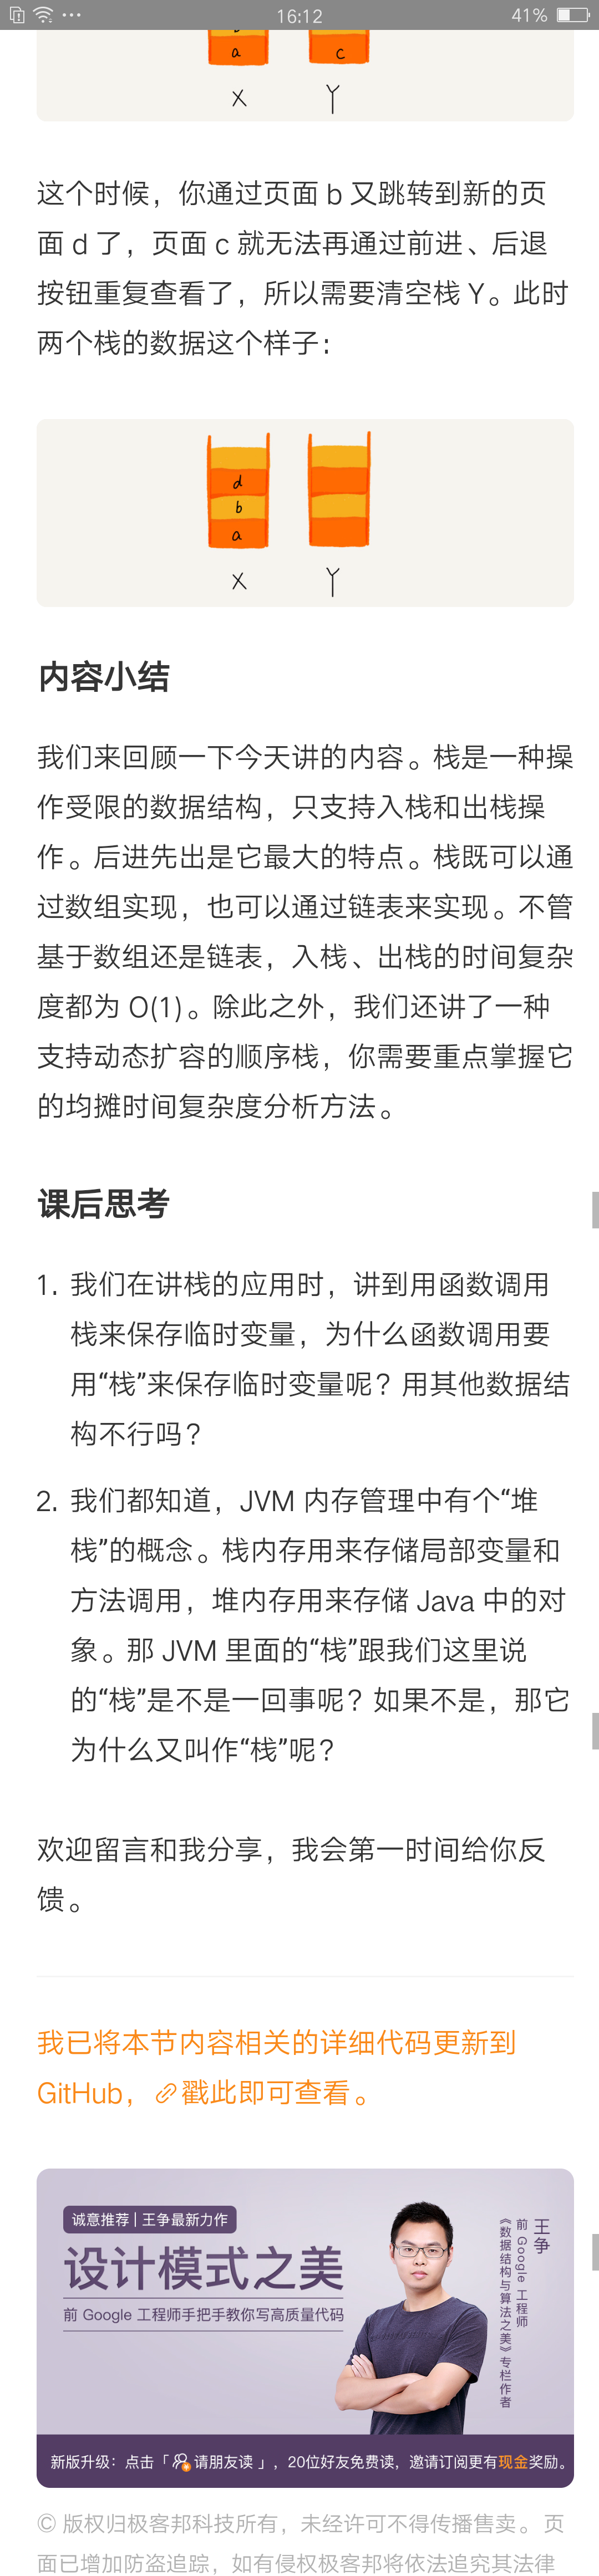 16:12
41%
a
c
X
Y
这个时候，你通过页面 b 又跳转到新的页
面 d 了，页面 c 就无法再通过前进、后退
按钮重复查看了，所以需要清空栈 Y。此时
两个栈的数据这个样子：
d
b
a
X
Y
内容小结
我们来回顾一下今天讲的内容。栈是一种操
作受限的数据结构，只支持入栈和出栈操
作。后进先出是它最大的特点。栈既可以通
过数组实现，也可以通过链表来实现。不管
基于数组还是链表，入栈、出栈的时间复杂
度都为 O(1)。除此之外，我们还讲了一种
支持动态扩容的顺序栈，你需要重点掌握它
的均摊时间复杂度分析方法。
课后思考
1. 我们在讲栈的应用时，讲到用函数调用
栈来保存临时变量，为什么函数调用要
用“栈”来保存临时变量呢？用其他数据结
构不行吗？
2. 我们都知道，JVM 内存管理中有个“堆
栈”的概念。栈内存用来存储局部变量和
方法调用，堆内存用来存储 Java 中的对
象。那 JVM 里面的“栈”跟我们这里说
的“栈”是不是一回事呢？如果不是，那它
为什么又叫作“栈”呢？
欢迎留言和我分享，我会第一时间给你反
馈。
我已将本节内容相关的详细代码更新到
GitHub，戳此即可查看。
诚意推荐 | 王争最新力作
设计模式之美
前 Google 工程师手把手教你写高质量代码
王争
前 Google 工程师
《数据结构与算法之美》专栏作者
新版升级：点击「 请朋友读 」，20位好友免费读，邀请订阅更有现金奖励。
© 版权归极客邦科技所有，未经许可不得传播售卖。页
面已增加防盗追踪，如有侵权极客邦将依法追究其法律